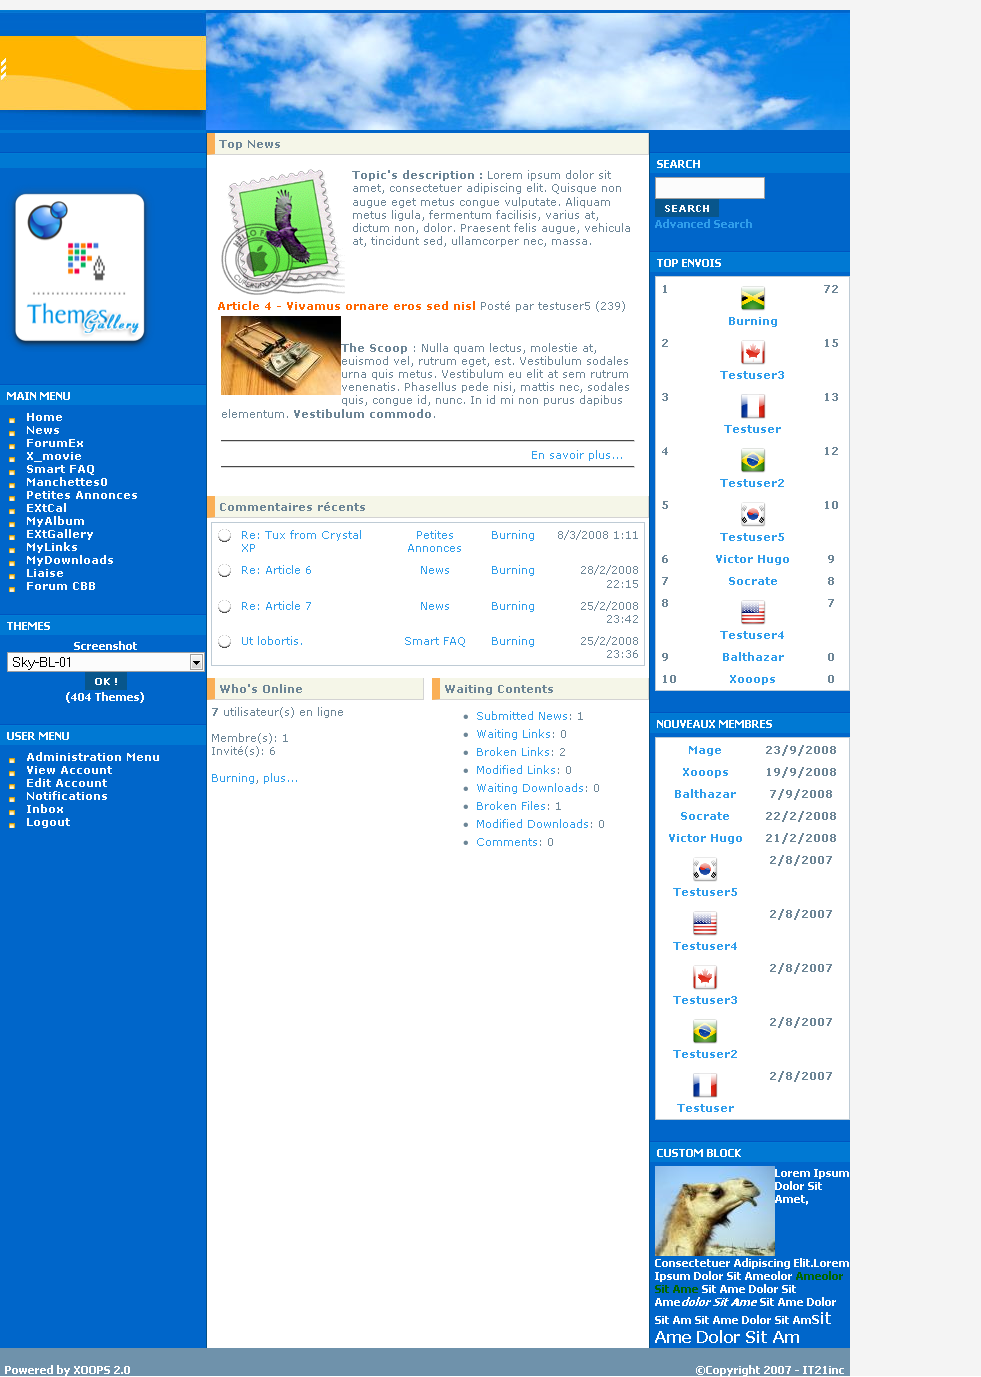 Themes
Gallery
MAIN MENU
Home
News
ForumEx
X_movie
Smart FAQ
Manchettes0
Petites Annonces
EXtCal
MyAlbum
EXtGallery
MyLinks
MyDownloads
Liaise
Forum CBB
THEMES
Screenshot
Sky-BL-01
OK !
(404 Themes)
USER MENU
Administration Menu
View Account
Edit Account
Notifications
Inbox
Logout
Top News
Topic's description : Lorem ipsum dolor sit
amet, consectetuer adipiscing elit. Quisque non
augue eget metus congue vulputate. Aliquam
metus ligula, fermentum facilisis, varius at,
dictum non, dolor. Praesent felis augue, vehicula
at, tincidunt sed, ullamcorper nec, massa.
Article 4 - Vivamus ornare eros sed nisl Posté par testuser5 (239)
The Scoop : Nulla quam lectus, molestie at,
euismod vel, rutrum eget, est. Vestibulum sodales
urna quis metus. Vestibulum eu elit at sem rutrum
venenatis. Phasellus pede nisi, mattis nec, sodales
quis, congue id, nunc. In id mi non purus dapibus
elementum. Vestibulum commodo.
En savoir plus...
Commentaires récents
Re: Tux from Crystal XP Petites Annonces Burning 8/3/2008 1:11
Re: Article 6 News Burning 28/2/2008 22:15
Re: Article 7 News Burning 25/2/2008 23:42
Ut lobortis. Smart FAQ Burning 25/2/2008 23:36
Who's Online
7 utilisateur(s) en ligne
Membre(s): 1
Invité(s): 6
Burning, plus...
Waiting Contents
Submitted News: 1
Waiting Links: 0
Broken Links: 2
Modified Links: 0
Waiting Downloads: 0
Broken Files: 1
Modified Downloads: 0
Comments: 0
SEARCH
SEARCH
Advanced Search
TOP ENVOIS
1 Burning 72
2 Testuser3 15
3 Testuser 13
4 Testuser2 12
5 Testuser5 10
6 Victor Hugo 9
7 Socrate 8
8 Testuser4 7
9 Balthazar 0
10 Xooops 0
NOUVEAUX MEMBRES
Mage 23/9/2008
Xooops 19/9/2008
Balthazar 7/9/2008
Socrate 22/2/2008
Victor Hugo 21/2/2008
Testuser5 2/8/2007
Testuser4 2/8/2007
Testuser3 2/8/2007
Testuser2 2/8/2007
Testuser 2/8/2007
CUSTOM BLOCK
Lorem Ipsum
Dolor Sit
Amet,
Consectetuer Adipiscing Elit.Lorem
Ipsum Dolor Sit Ameolor Ameolor
Sit Ame Sit Ame Dolor Sit
Amedolor Sit Ame Sit Ame Dolor
Sit Am Sit Ame Dolor Sit Amsit
Ame Dolor Sit Am
Powered by XOOPS 2.0
©Copyright 2007 - IT21inc